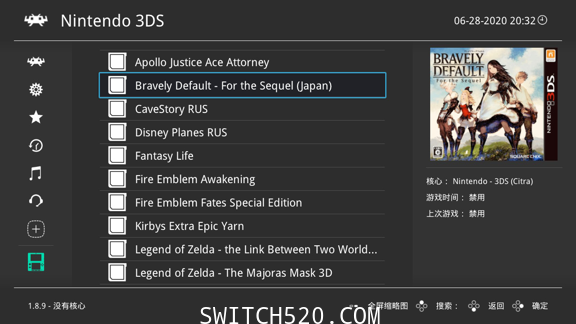 Nintendo 3DS
06-28-2020 20:32
Apollo Justice Ace Attorney
Bravely Default - For the Sequel (Japan)
CaveStory RUS
Disney Planes RUS
Fantasy Life
Fire Emblem Awakening
Fire Emblem Fates Special Edition
Kirbys Extra Epic Yarn
Legend of Zelda - the Link Between Two World...
Legend of Zelda - The Majoras Mask 3D
BRAVELY
DEFAULT
For the Sequel
NINTENDO 3DS
SQUARE ENIX
核心： Nintendo - 3DS (Citra)
游戏时间： 禁用
上次游戏： 禁用
1.8.9 - 没有核心
全屏缩略图
搜索：
返回
确定
SWITCH520.COM